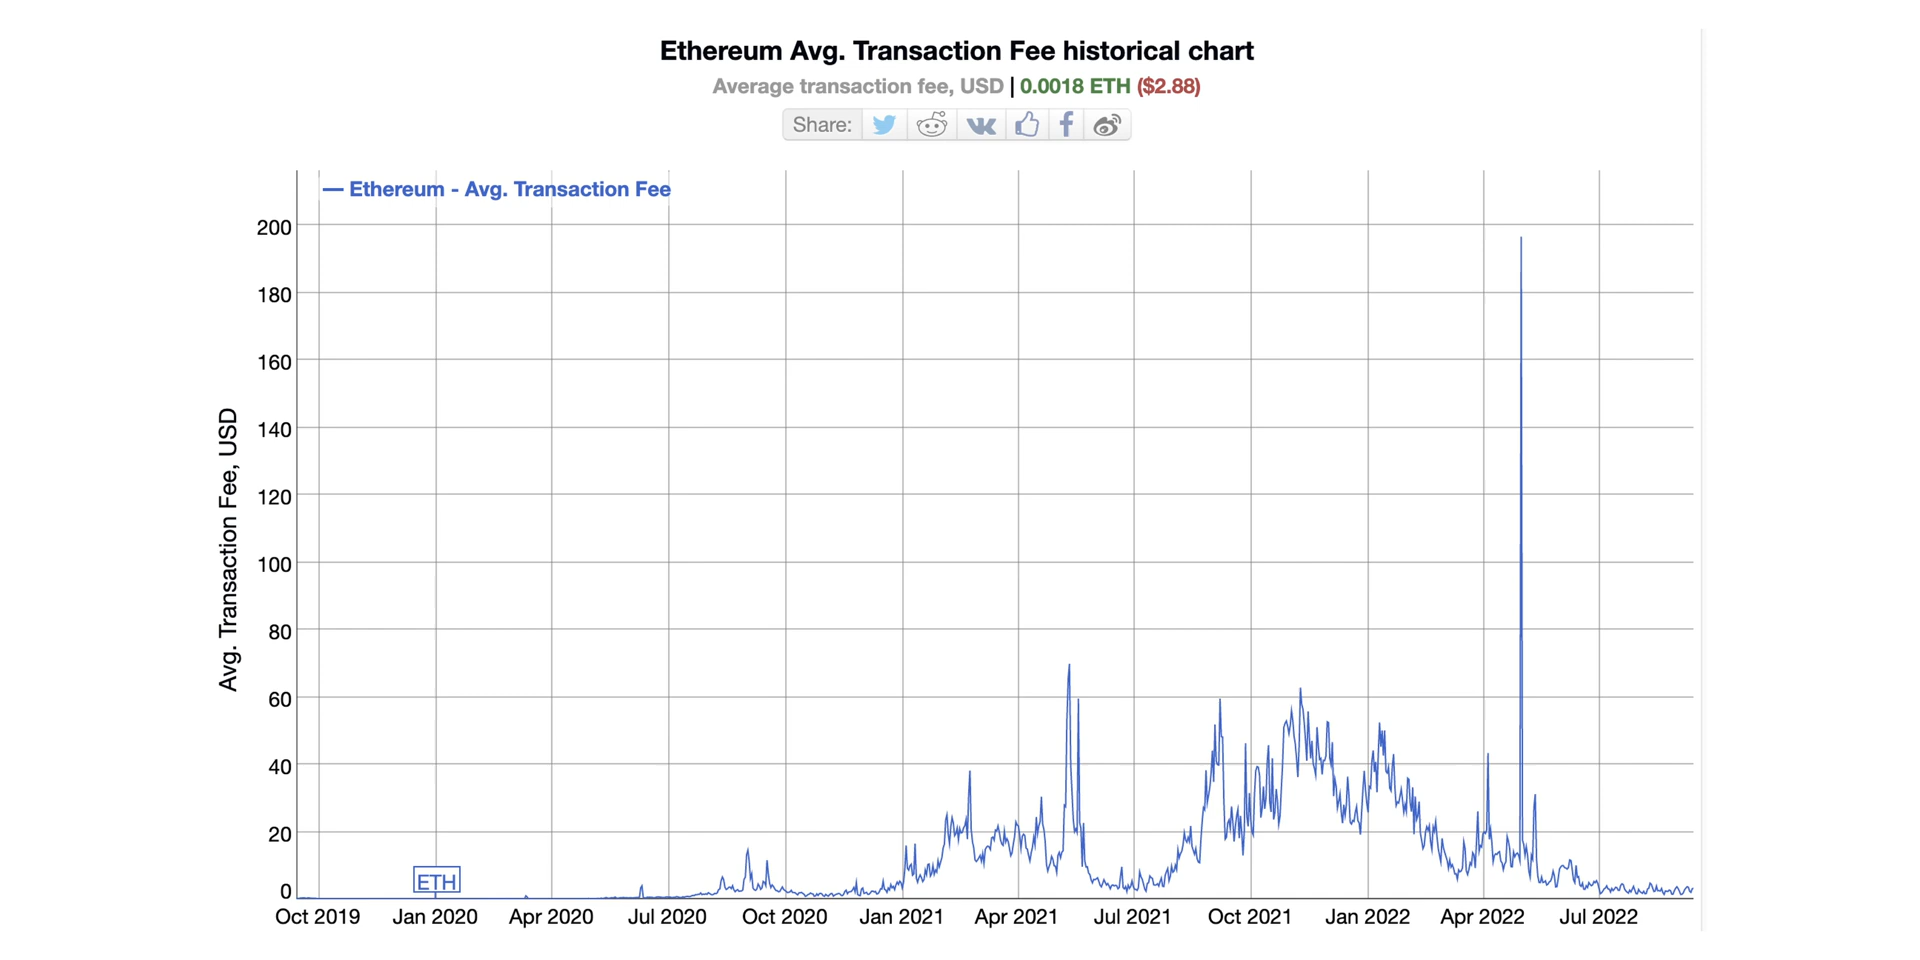 Ethereum Avg. Transaction Fee historical chart
Average transaction fee, USD | 0.0018 ETH ($2.88)
Share:
Ethereum - Avg. Transaction Fee
200
180
160
140
120
100
80
60
40
20
0
Avg. Transaction Fee, USD
ETH
Oct 2019 Jan 2020 Apr 2020 Jul 2020 Oct 2020 Jan 2021 Apr 2021 Jul 2021 Oct 2021 Jan 2022 Apr 2022 Jul 2022